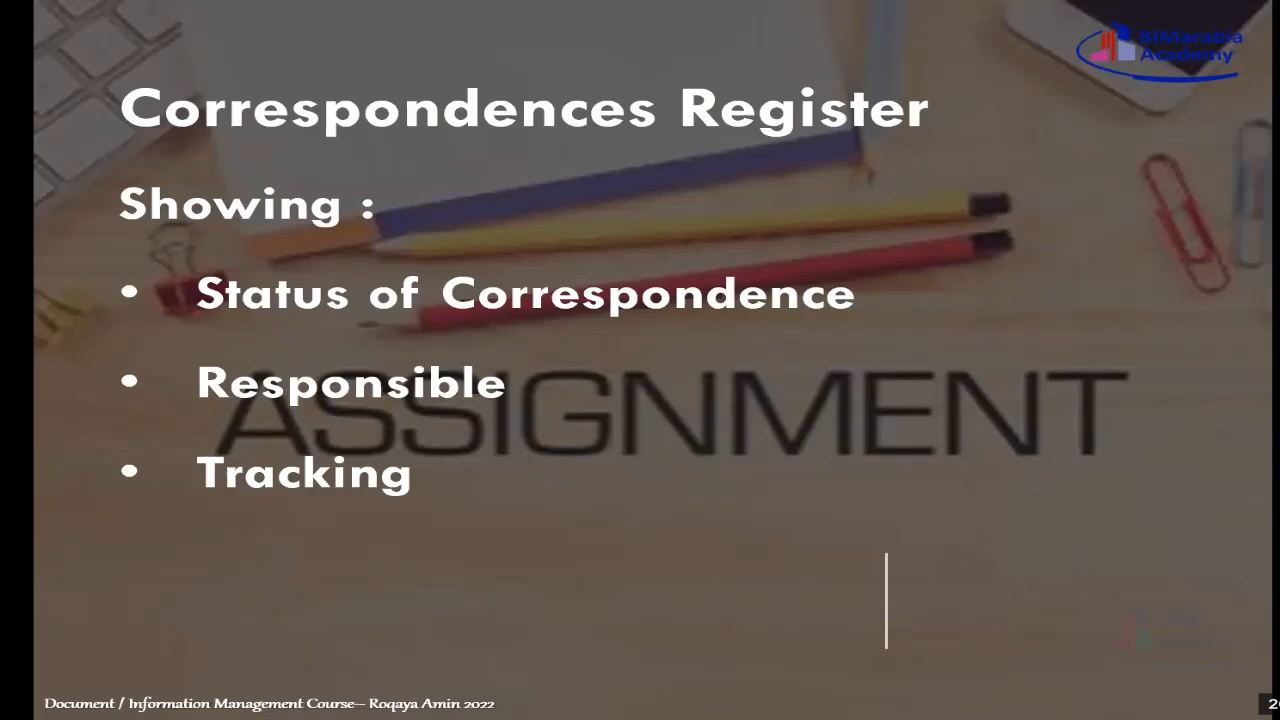 BIMarabia
Academy
Correspondences Register
Showing :
• Status of Correspondence
• Responsible
• Tracking
ASSIGNMENT
Document / Information Management Course– Roqaya Amin 2022